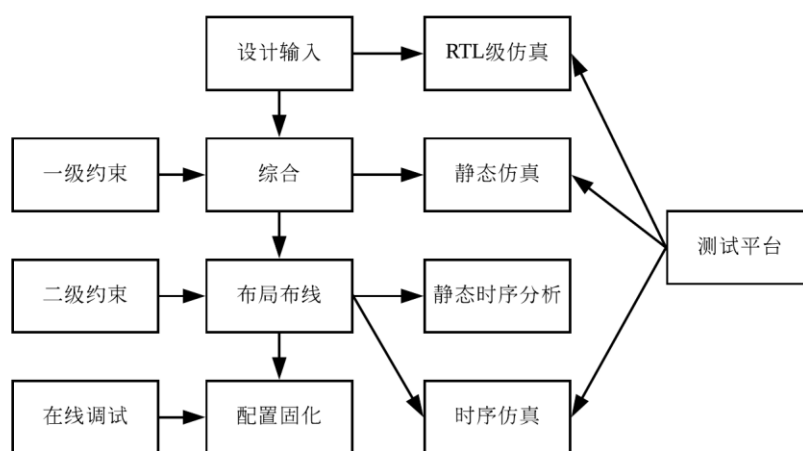 设计输入
RTL级仿真
一级约束
综合
静态仿真
测试平台
二级约束
布局布线
静态时序分析
在线调试
配置固化
时序仿真